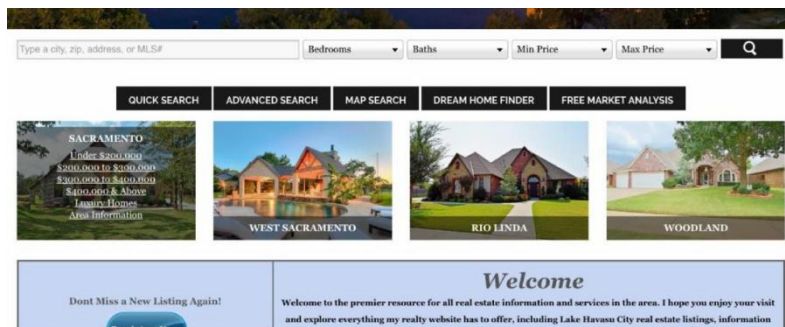 Type a city, zip, address, or MLS#
Bedrooms
Baths
Min Price
Max Price
QUICK SEARCH
ADVANCED SEARCH
MAP SEARCH
DREAM HOME FINDER
FREE MARKET ANALYSIS
SACRAMENTO
Under $200,000
$200,000 to $300,000
$300,000 to $400,000
$400,000 & Above
Luxury Homes
Area Information
WEST SACRAMENTO
RIO LINDA
WOODLAND
Dont Miss a New Listing Again!
Welcome
Welcome to the premier resource for all real estate information and services in the area. I hope you enjoy your visit
and explore everything my realty website has to offer, including Lake Havasu City real estate listings, information